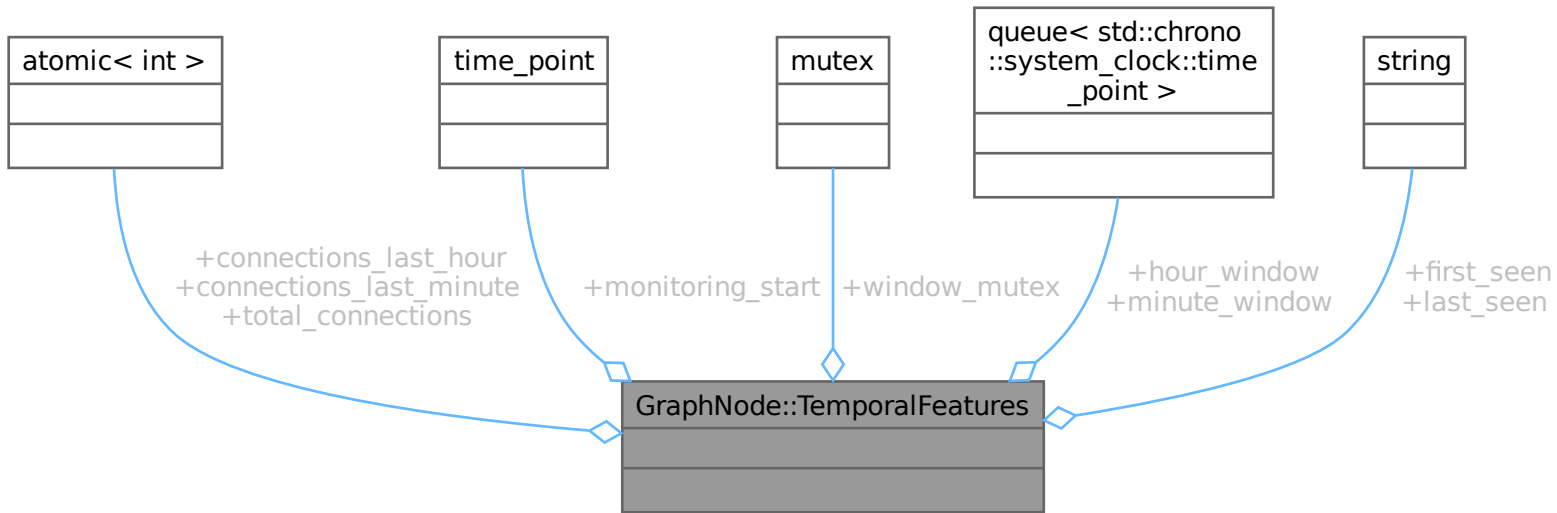 atomic< int >
time_point
mutex
queue< std::chrono
::system_clock::time
_point >
string
+connections_last_hour
+connections_last_minute
+total_connections
+monitoring_start
+window_mutex
+hour_window
+minute_window
+first_seen
+last_seen
GraphNode::TemporalFeatures